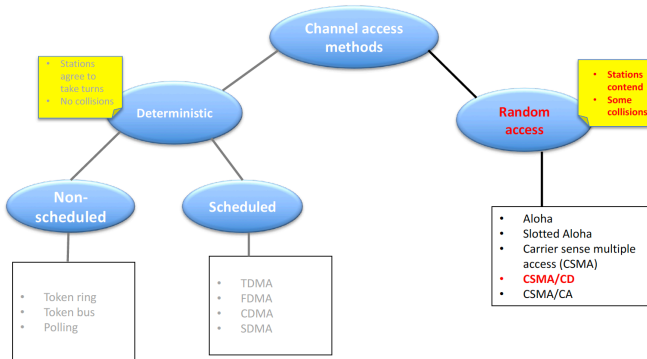 Channel access
methods
• Stations
agree to
take turns
• No collisions
Deterministic
• Stations
contend
• Some
collisions
Random
access
Non-
scheduled
Scheduled
• Token ring
• Token bus
• Polling
• TDMA
• FDMA
• CDMA
• SDMA
• Aloha
• Slotted Aloha
• Carrier sense multiple
access (CSMA)
• CSMA/CD
• CSMA/CA